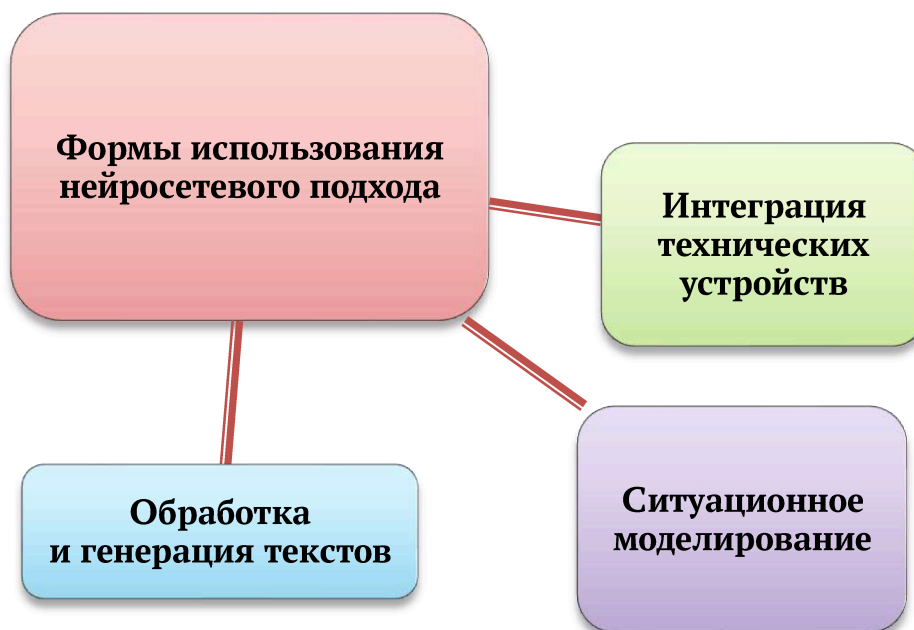 Формы использования
нейросетевого подхода
Интеграция
технических
устройств
Ситуационное
моделирование
Обработка
и генерация текстов